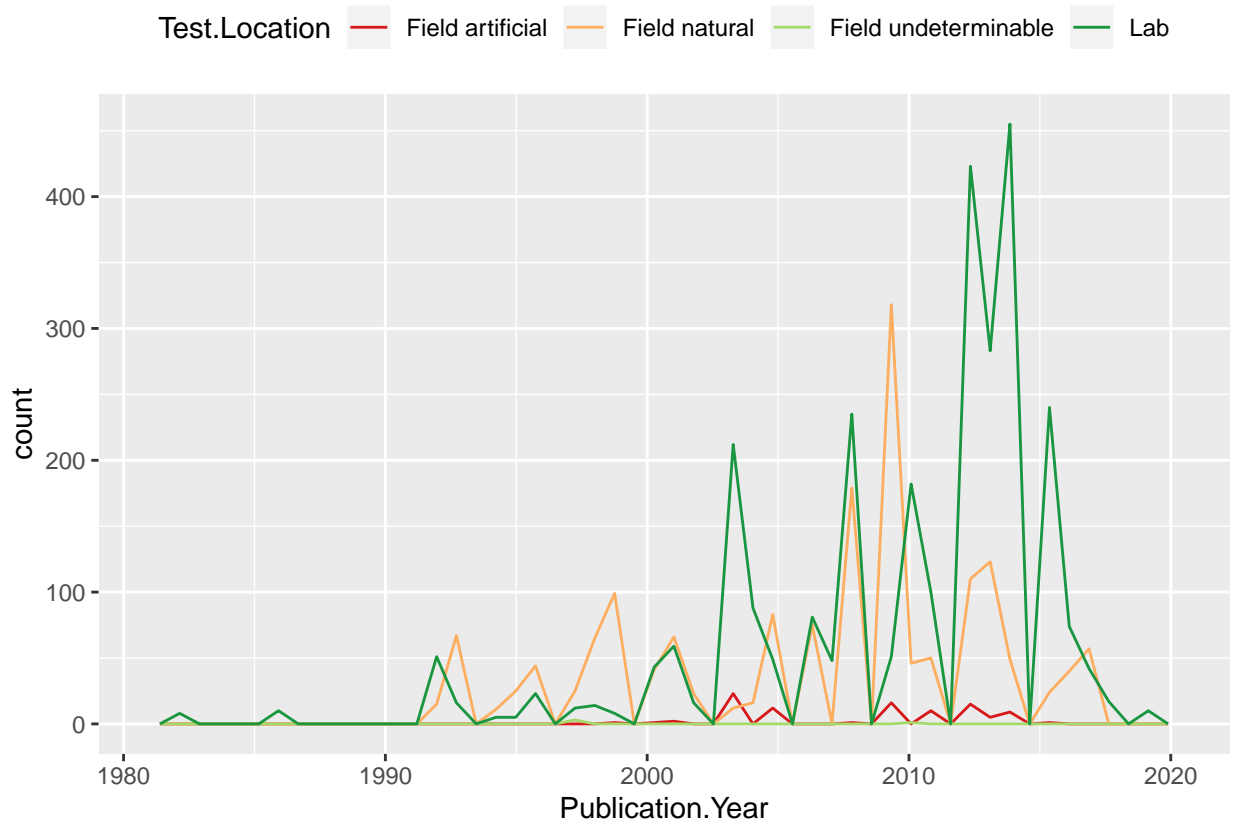 Test.Location Field artificial Field natural Field undeterminable Lab
count
400
300
200
100
0
1980 1990 2000 2010 2020
Publication.Year